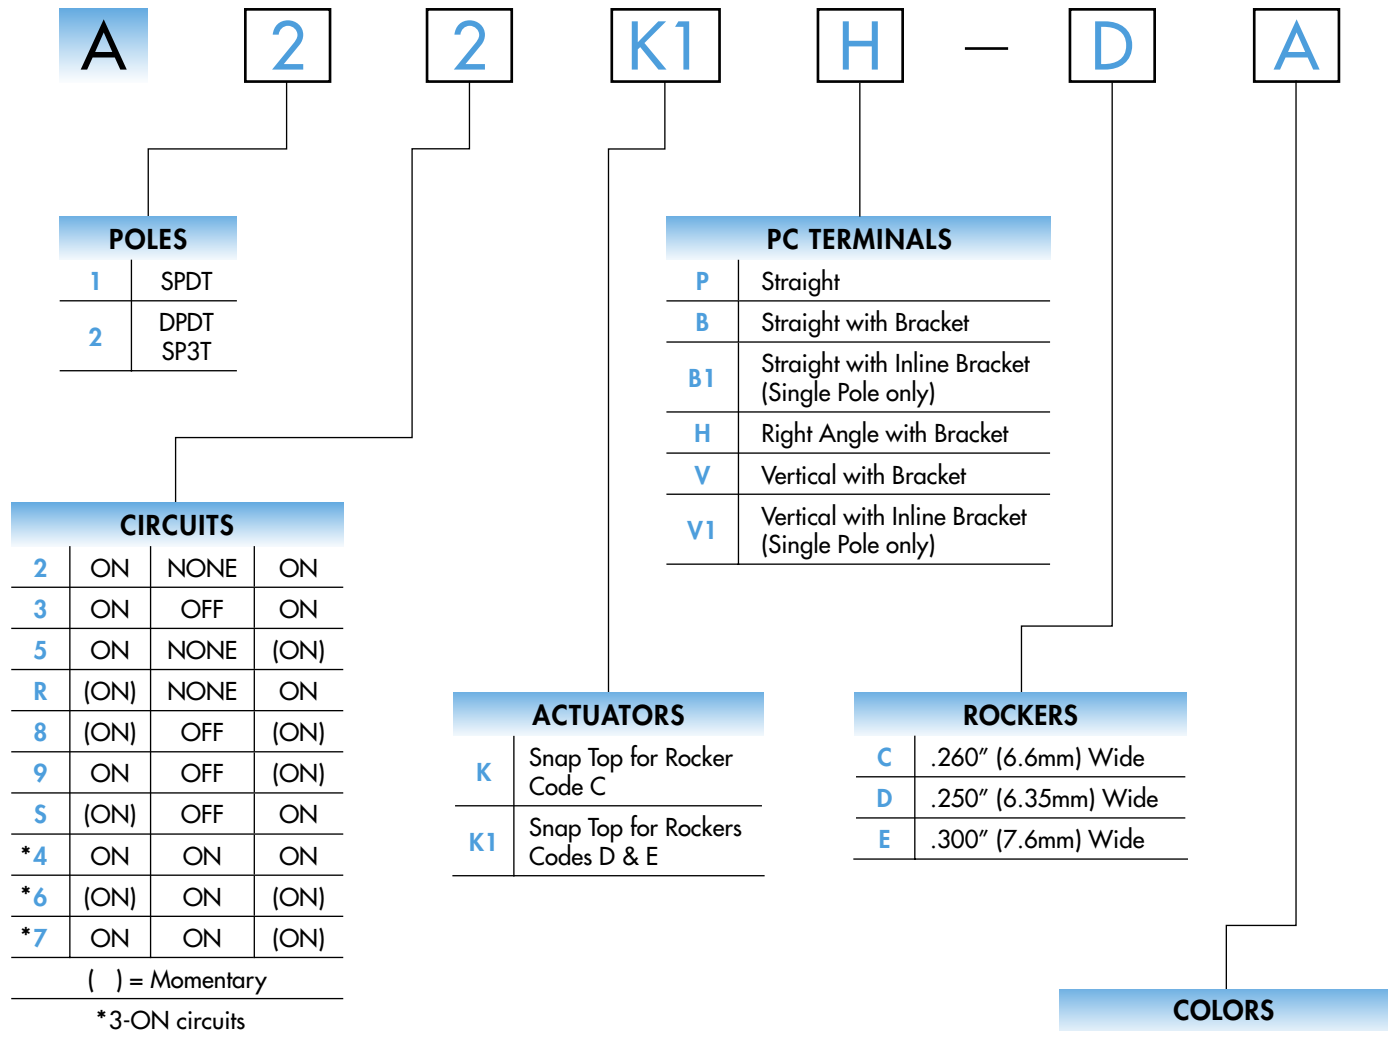 A 2 2 K1 H — D A
POLES
1 SPDT
2 DPDT
SP3T
PC TERMINALS
P Straight
B Straight with Bracket
B1 Straight with Inline Bracket
(Single Pole only)
H Right Angle with Bracket
V Vertical with Bracket
V1 Vertical with Inline Bracket
(Single Pole only)
CIRCUITS
2 ON NONE ON
3 ON OFF ON
5 ON NONE (ON)
R (ON) NONE ON
8 (ON) OFF (ON)
9 ON OFF (ON)
S (ON) OFF ON
*4 ON ON ON
*6 (ON) ON (ON)
*7 ON ON (ON)
( ) = Momentary
*3-ON circuits
ACTUATORS
K Snap Top for Rocker
Code C
K1 Snap Top for Rockers
Codes D & E
ROCKERS
C .260″ (6.6mm) Wide
D .250″ (6.35mm) Wide
E .300″ (7.6mm) Wide
COLORS